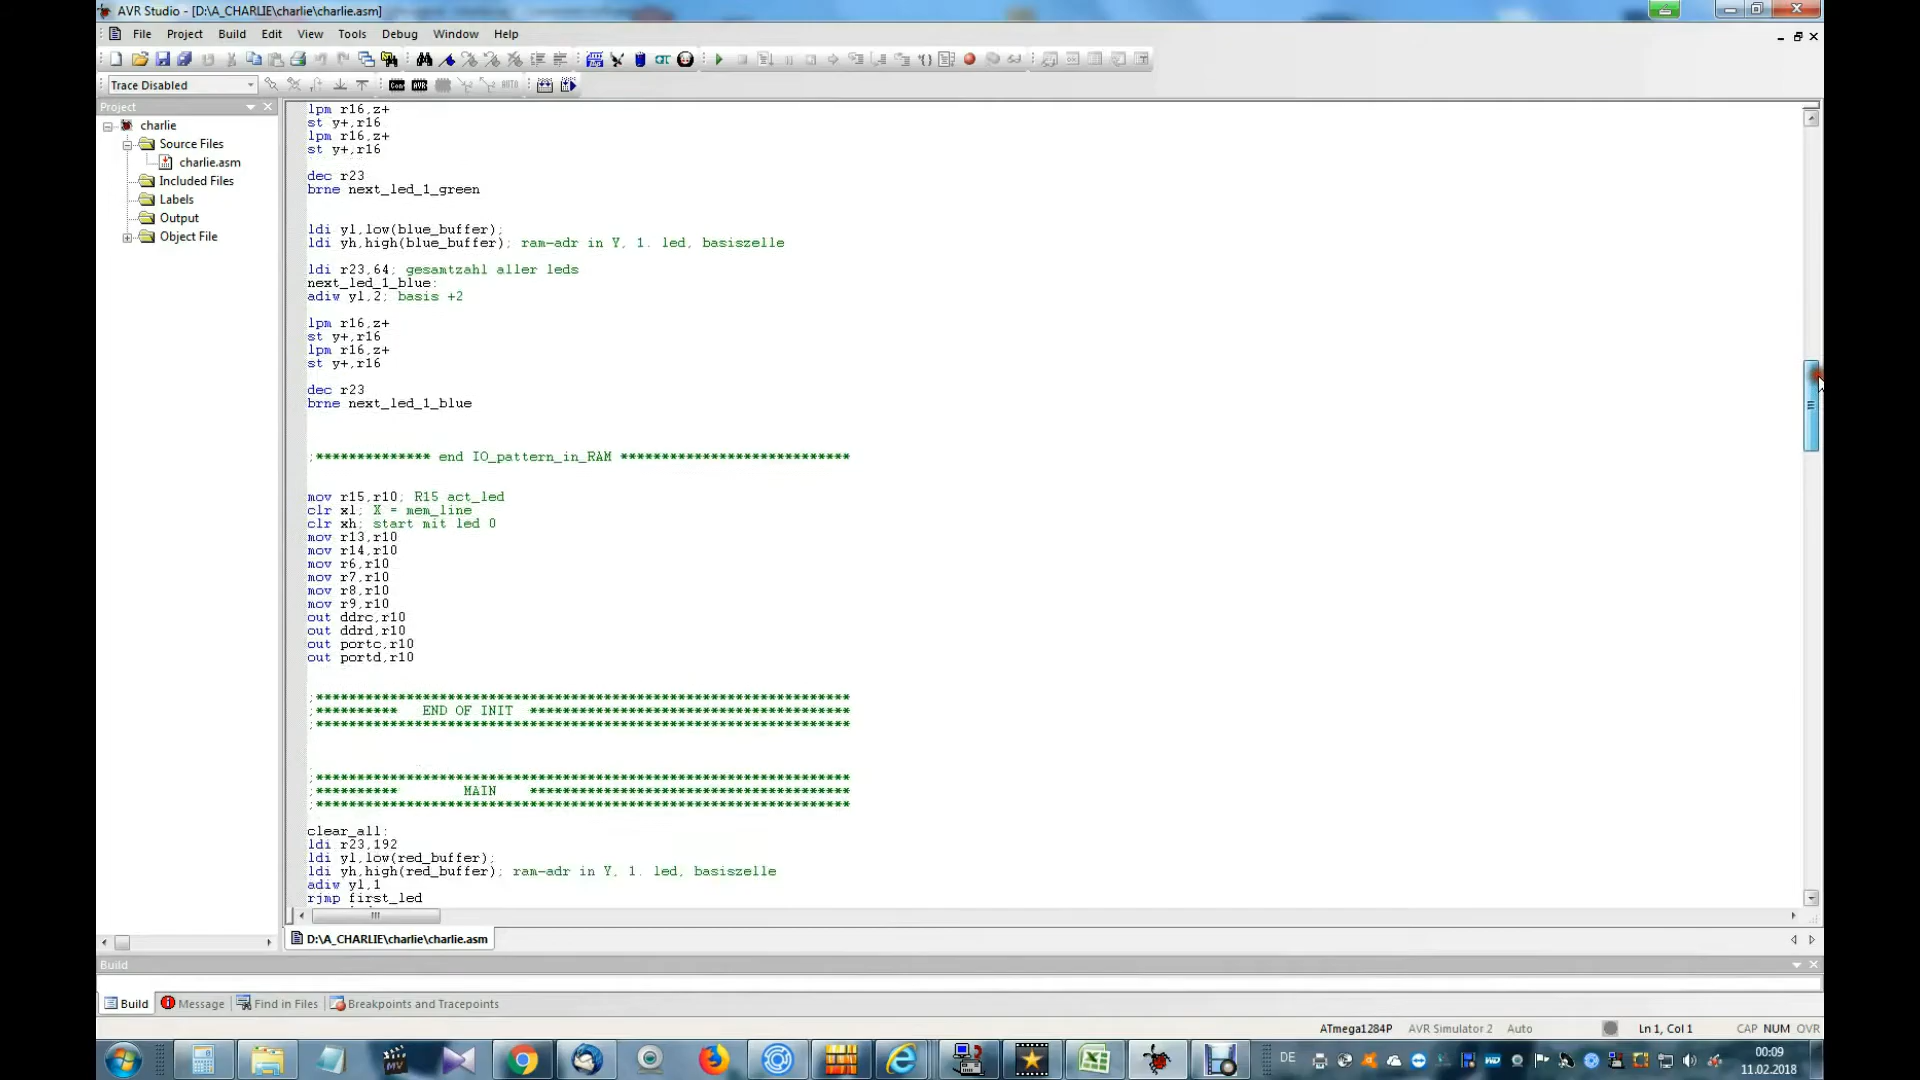 AVR Studio - [D:\A_CHARLIE\charlie\charlie.asm]
File Project Build Edit View Tools Debug Window Help
Trace Disabled
Project
charlie
Source Files
charlie.asm
Included Files
Labels
Output
Object File
lpm r16,z+
st y+,r16
lpm r16,z+
st y+,r16
dec r23
brne next_led_1_green
ldi yl,low(blue_buffer);
ldi yh,high(blue_buffer); ram-adr in Y, 1. led, basiszelle
ldi r23,64; gesamtzahl aller leds
next_led_1_blue:
adiw yl,2; basis +2
lpm r16,z+
st y+,r16
lpm r16,z+
st y+,r16
dec r23
brne next_led_1_blue
;************** end IO_pattern_in_RAM ****************************
mov r15,r10; R15 act_led
clr xl; X = mem_line
clr xh; start mit led 0
mov r13,r10
mov r14,r10
mov r6,r10
mov r7,r10
mov r8,r10
mov r9,r10
out ddrc,r10
out ddrd,r10
out portc,r10
out portd,r10
;*****************************************************************
;********** END OF INIT ***************************************
;*****************************************************************
;*****************************************************************
;********** MAIN ***************************************
;*****************************************************************
clear_all:
ldi r23,192
ldi yl,low(red_buffer);
ldi yh,high(red_buffer); ram-adr in Y, 1. led, basiszelle
adiw yl,1
rjmp first_led
D:\A_CHARLIE\charlie\charlie.asm
Build
Build Message Find in Files Breakpoints and Tracepoints
ATmega1284P AVR Simulator 2 Auto Ln 1, Col 1 CAP NUM OVR
DE
00:09
11.02.2018